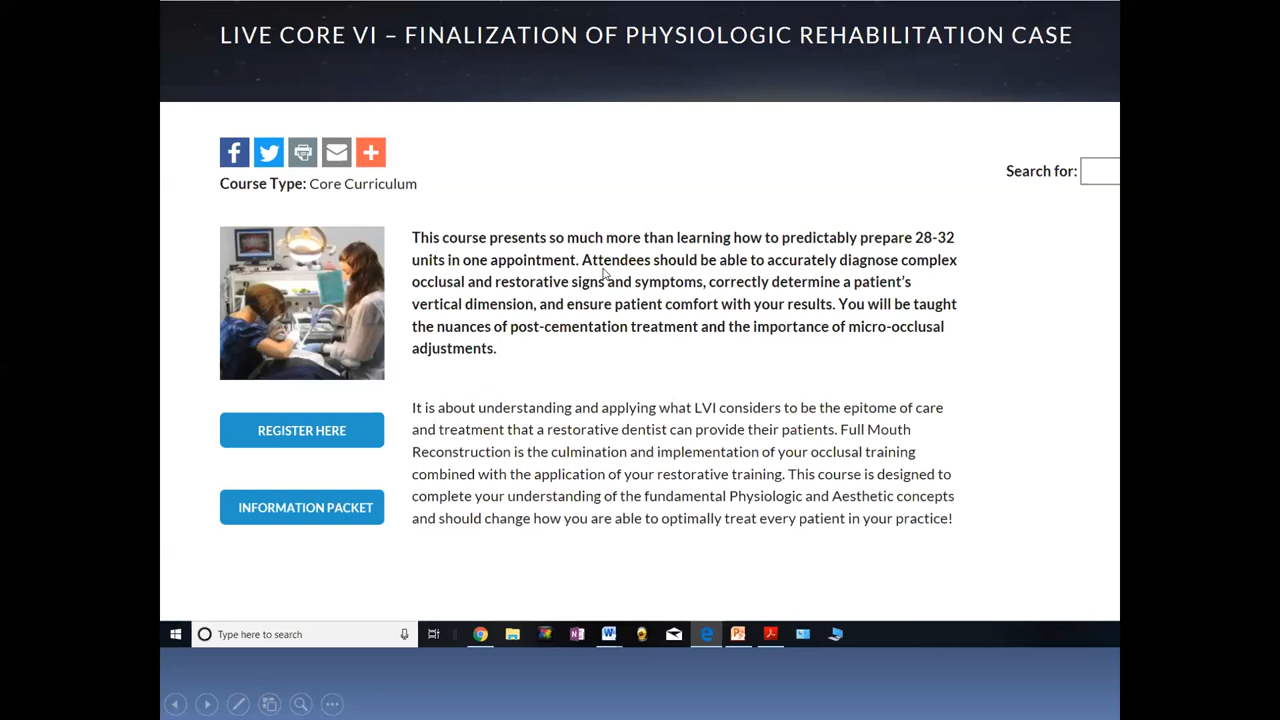 LIVE CORE VI – FINALIZATION OF PHYSIOLOGIC REHABILITATION CASE
Course Type: Core Curriculum
Search for:
This course presents so much more than learning how to predictably prepare 28-32
units in one appointment. Attendees should be able to accurately diagnose complex
occlusal and restorative signs and symptoms, correctly determine a patient's
vertical dimension, and ensure patient comfort with your results. You will be taught
the nuances of post-cementation treatment and the importance of micro-occlusal
adjustments.
REGISTER HERE
INFORMATION PACKET
It is about understanding and applying what LVI considers to be the epitome of care
and treatment that a restorative dentist can provide their patients. Full Mouth
Reconstruction is the culmination and implementation of your occlusal training
combined with the application of your restorative training. This course is designed to
complete your understanding of the fundamental Physiologic and Aesthetic concepts
and should change how you are able to optimally treat every patient in your practice!
Type here to search